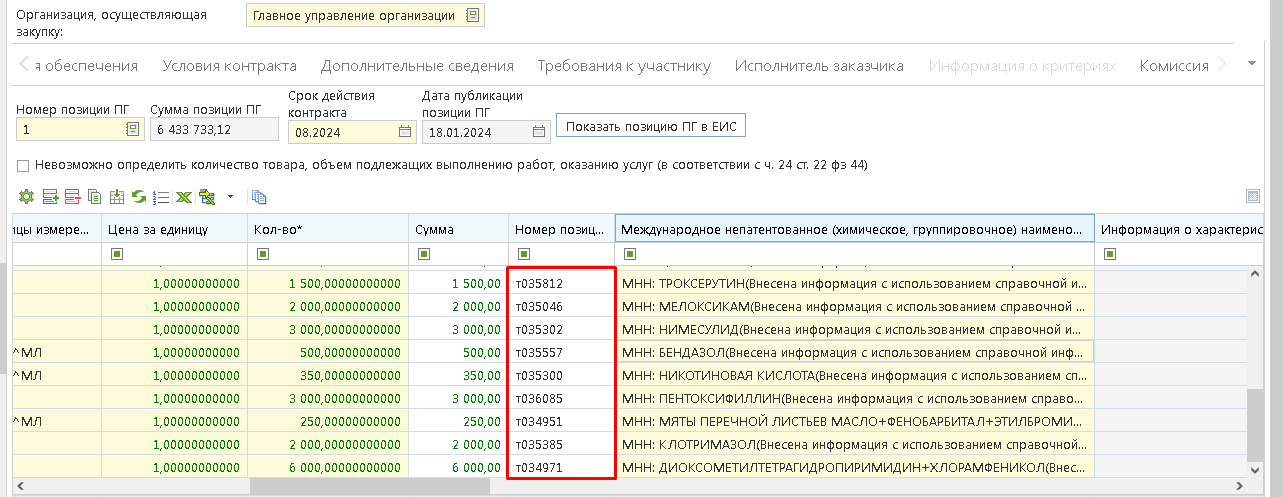 Организация, осуществляющая
закупку:
Главное управление организации
я обеспечения Условия контракта Дополнительные сведения Требования к участнику Исполнитель заказчика Информация о критериях Комиссия
Номер позиции ПГ Сумма позиции ПГ Срок действия контракта Дата публикации позиции ПГ
1 6 433 733,12 08.2024 18.01.2024 Показать позицию ПГ в ЕИС
Невозможно определить количество товара, объем подлежащих выполнению работ, оказанию услуг (в соответствии с ч. 24 ст. 22 фз 44)
ицы измере... Цена за единицу Кол-во* Сумма Номер позиц... Международное непатентованное (химическое, группировочное) наимено... Информация о характерис
1,00000000000 1 500,00000000000 1 500,00 т035812 МНН: ТРОКСЕРУТИН(Внесена информация с использованием справочной и...
1,00000000000 2 000,00000000000 2 000,00 т035046 МНН: МЕЛОКСИКАМ(Внесена информация с использованием справочной ...
1,00000000000 3 000,00000000000 3 000,00 т035302 МНН: НИМЕСУЛИД(Внесена информация с использованием справочной и...
^МЛ 1,00000000000 500,00000000000 500,00 т035557 МНН: БЕНДАЗОЛ(Внесена информация с использованием справочной инф...
^МЛ 1,00000000000 350,00000000000 350,00 т035300 МНН: НИКОТИНОВАЯ КИСЛОТА(Внесена информация с использованием сп...
1,00000000000 3 000,00000000000 3 000,00 т036085 МНН: ПЕНТОКСИФИЛЛИН(Внесена информация с использованием справо...
^МЛ 1,00000000000 250,00000000000 250,00 т034951 МНН: МЯТЫ ПЕРЕЧНОЙ ЛИСТЬЕВ МАСЛО+ФЕНОБАРБИТАЛ+ЭТИЛБРОМИ...
1,00000000000 2 000,00000000000 2 000,00 т035385 МНН: КЛОТРИМАЗОЛ(Внесена информация с использованием справочной...
1,00000000000 6 000,00000000000 6 000,00 т034971 МНН: ДИОКСОМЕТИЛТЕТРАГИДРОПИРИМИДИН+ХЛОРАМФЕНИКОЛ(Внес...